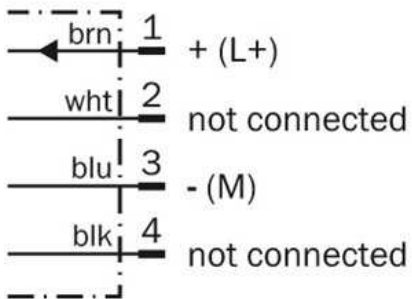 brn 1 + (L+)
wht 2 not connected
blu 3 - (M)
blk 4 not connected